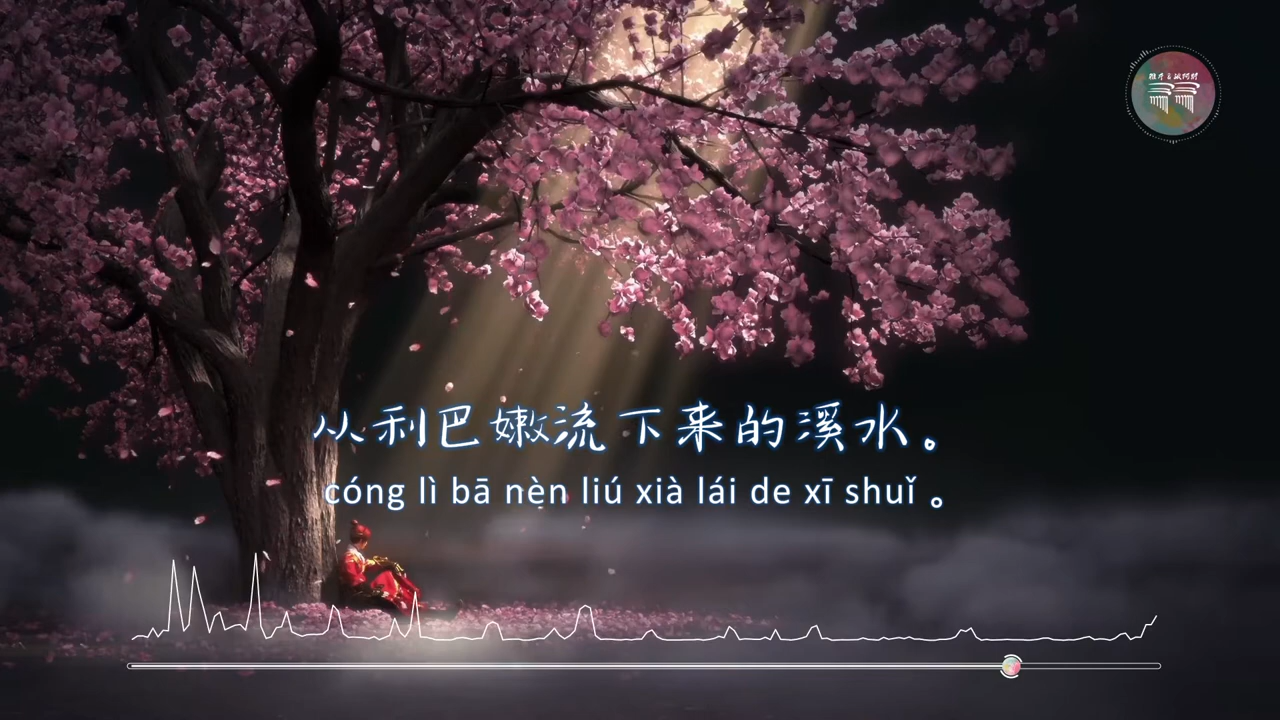 从利巴嫩流下来的溪水。
cóng lì bā nèn liú xià lái de xī shuǐ 。